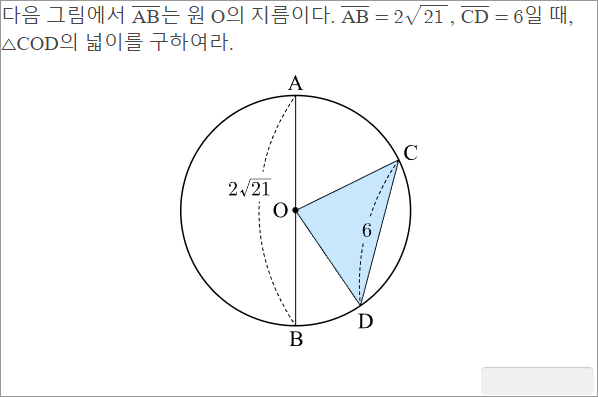 다음 그림에서 AB는 원 O의 지름이다. AB = 2√21, CD = 6일 때,
△COD의 넓이를 구하여라.
A
C
2√21
O
6
D
B